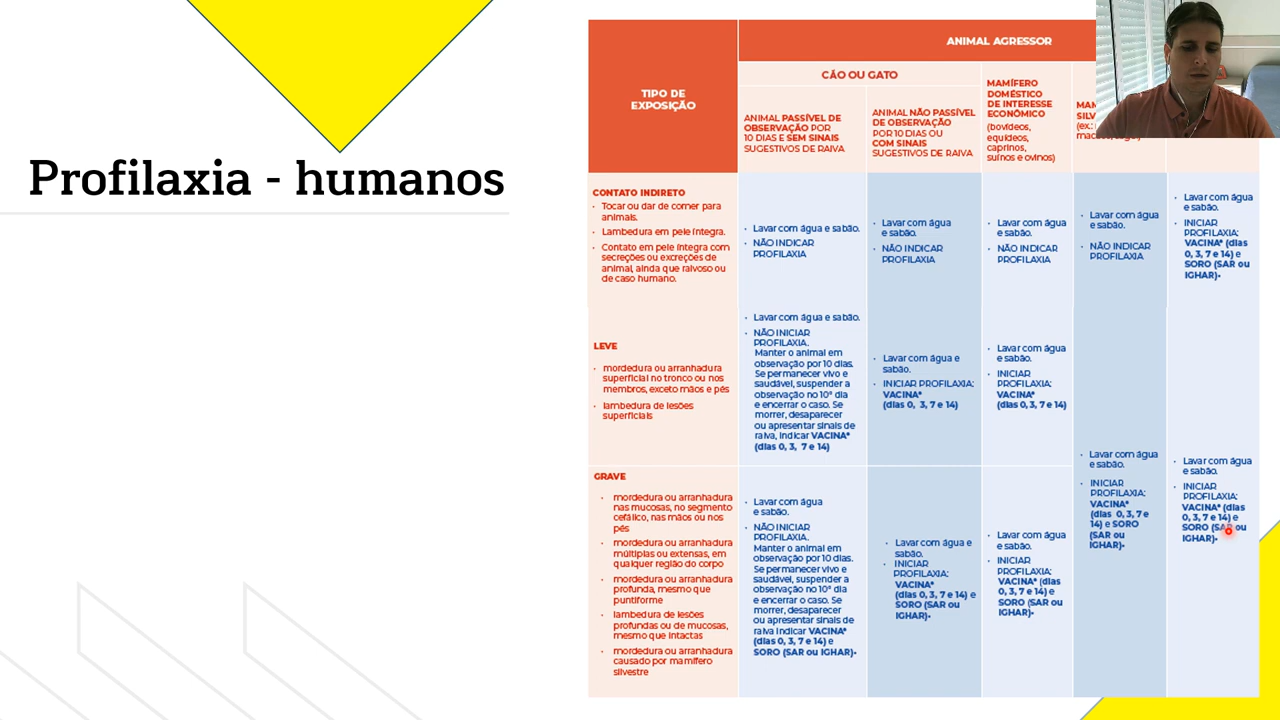 Profilaxia - humanos
TIPO DE
EXPOSIÇÃO
ANIMAL AGRESSOR
CÃO OU GATO
ANIMAL PASSÍVEL DE
OBSERVAÇÃO POR
10 DIAS E SEM SINAIS
SUGESTIVOS DE RAIVA
ANIMAL NÃO PASSÍVEL
DE OBSERVAÇÃO
POR 10 DIAS OU
COM SINAIS
SUGESTIVOS DE RAIVA
MAMÍFERO
DOMÉSTICO
DE INTERESSE
ECONÔMICO
(bovídeos,
equídeos,
caprinos,
suínos e ovinos)
CONTATO INDIRETO
• Tocar ou dar de comer para
animais.
• Lambedura em pele íntegra.
• Contato em pele íntegra com
secreções ou excreções de
animal, ainda que raivoso ou
de caso humano.
• Lavar com água e sabão.
• NÃO INDICAR
PROFILAXIA
• Lavar com água
e sabão.
• NÃO INDICAR
PROFILAXIA
• Lavar com água
e sabão.
• NÃO INDICAR
PROFILAXIA
• Lavar com água
e sabão.
• NÃO INDICAR
PROFILAXIA
• Lavar com água
e sabão.
• INICIAR
PROFILAXIA:
VACINA* (dias
0, 3, 7 e 14) e
SORO (SAR ou
IGHAR)•
LEVE
• mordedura ou arranhadura
superficial no tronco ou nos
membros, exceto mãos e pés
• lambedura de lesões
superficiais
• Lavar com água e sabão.
• NÃO INICIAR
PROFILAXIA.
Manter o animal em
observação por 10 dias.
Se permanecer vivo e
saudável, suspender a
observação no 10º dia
e encerrar o caso. Se
morrer, desaparecer
ou apresentar sinais de
raiva, indicar VACINA*
(dias 0, 3, 7 e 14)
• Lavar com água e
sabão.
• INICIAR PROFILAXIA:
VACINA*
(dias 0, 3, 7 e 14)
• Lavar com água
e sabão.
• INICIAR
PROFILAXIA:
VACINA*
(dias 0, 3, 7 e 14)
GRAVE
• mordedura ou arranhadura
nas mucosas, no segmento
cefálico, nas mãos ou nos
pés
• mordedura ou arranhadura
múltiplas ou extensas, em
qualquer região do corpo
• mordedura ou arranhadura
profunda, mesmo que
puntiforme
• lambedura de lesões
profundas ou de mucosas,
mesmo que intactas
• mordedura ou arranhadura
causado por mamífero
silvestre
• Lavar com água
e sabão.
• NÃO INICIAR
PROFILAXIA.
Manter o animal em
observação por 10 dias.
Se permanecer vivo e
saudável, suspender a
observação no 10º dia
e encerrar o caso. Se
morrer, desaparecer
ou apresentar sinais de
raiva indicar VACINA*
(dias 0, 3, 7 e 14) e
SORO (SAR ou IGHAR)•
• Lavar com água e
sabão.
• INICIAR
PROFILAXIA:
VACINA*
(dias 0, 3, 7 e 14) e
SORO (SAR ou
IGHAR)•
• Lavar com água
e sabão.
• INICIAR
PROFILAXIA:
VACINA* (dias
0, 3, 7 e 14) e
SORO (SAR ou
IGHAR)•
• Lavar com água
e sabão.
• INICIAR
PROFILAXIA:
VACINA*
(dias 0, 3, 7 e
14) e SORO
(SAR ou
IGHAR)•
• Lavar com água
e sabão.
• INICIAR
PROFILAXIA:
VACINA* (dias
0, 3, 7 e 14) e
SORO (SAR ou
IGHAR)•